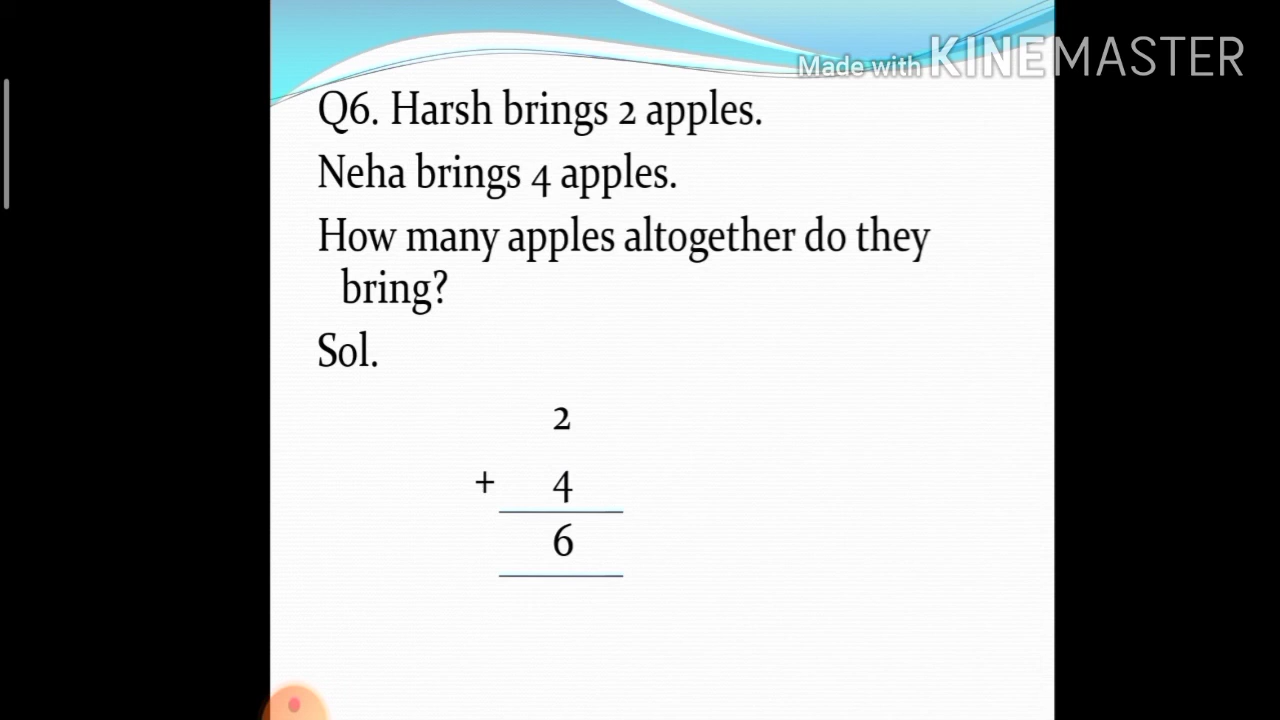 Made with KINEMASTER
Q6. Harsh brings 2 apples.
Neha brings 4 apples.
How many apples altogether do they
bring?
Sol.
2
+ 4
6